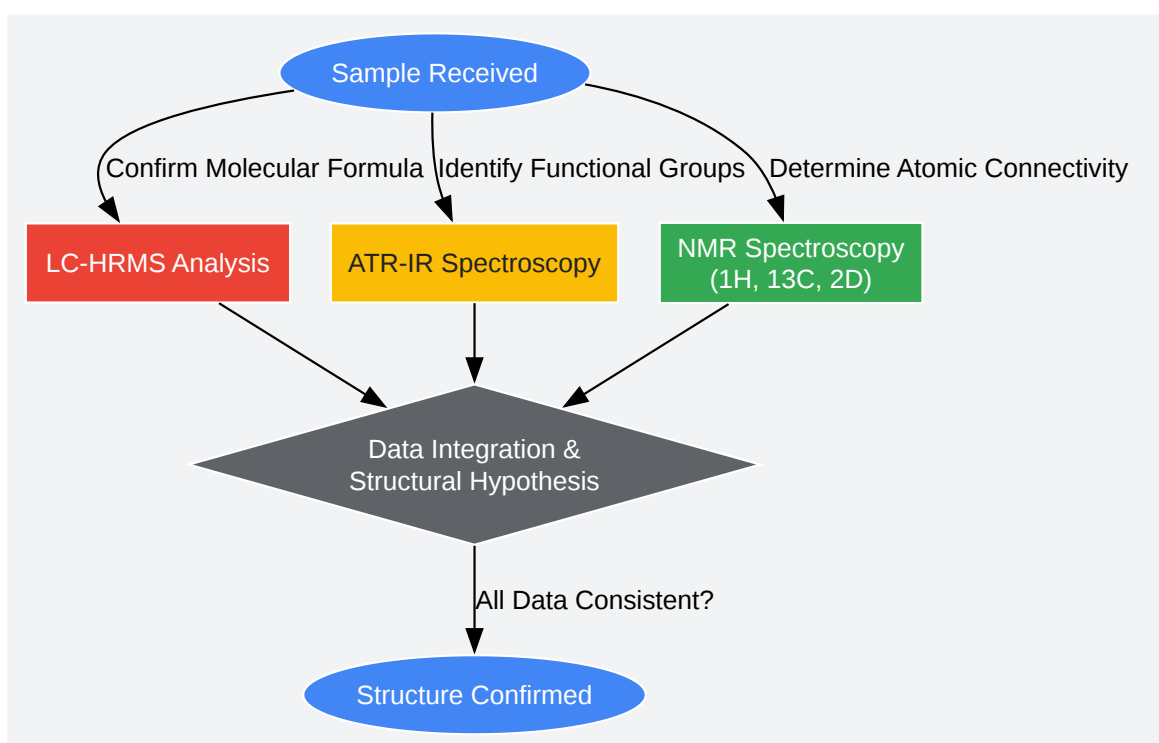 Sample Received
Confirm Molecular Formula
Identify Functional Groups
Determine Atomic Connectivity
LC-HRMS Analysis
ATR-IR Spectroscopy
NMR Spectroscopy
(1H, 13C, 2D)
Data Integration &
Structural Hypothesis
All Data Consistent?
Structure Confirmed